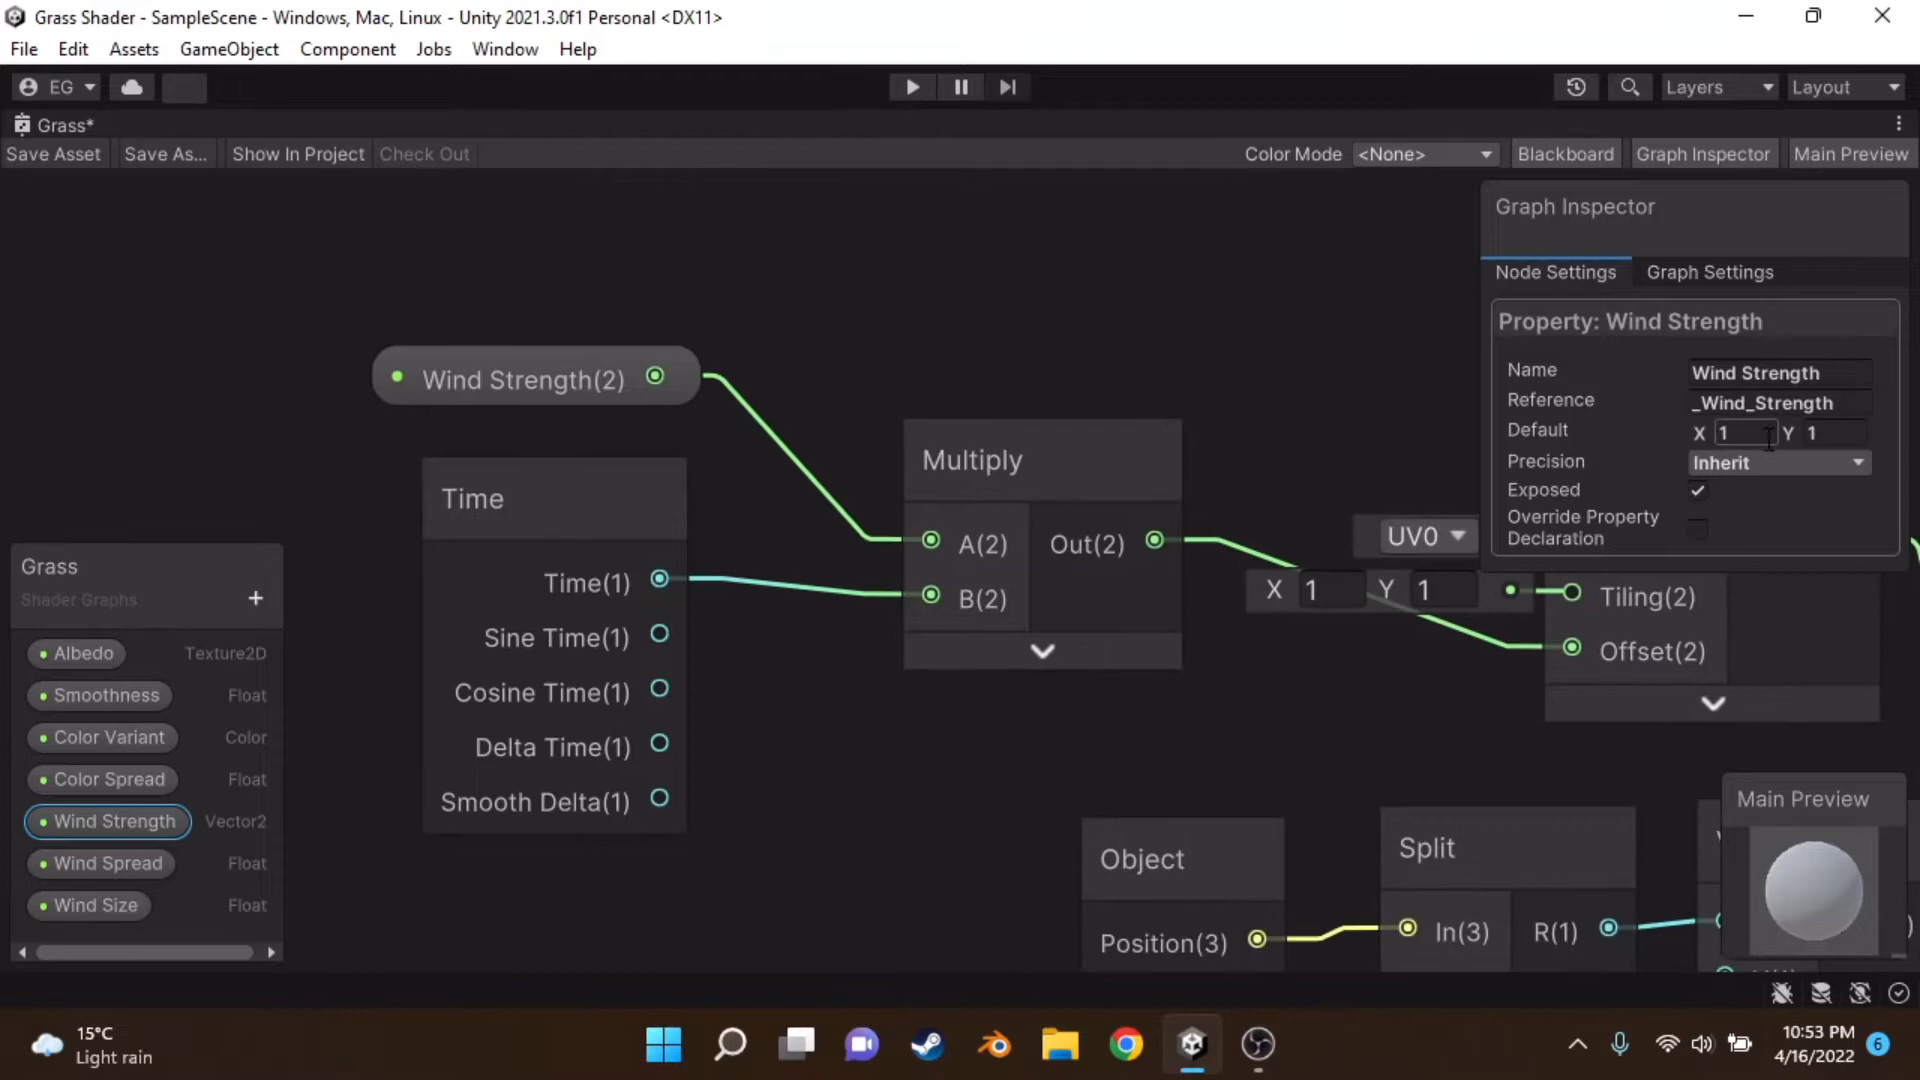 Grass Shader - SampleScene - Windows, Mac, Linux - Unity 2021.3.0f1 Personal <DX11>
File Edit Assets GameObject Component Jobs Window Help
EG Layers Layout
Grass*
Save Asset Save As... Show In Project Check Out Color Mode <None> Blackboard Graph Inspector Main Preview
Graph Inspector
Node Settings Graph Settings
Property: Wind Strength
Name Wind Strength
Reference _Wind_Strength
Default X 1 Y 1
Precision Inherit
Exposed
Override Property
Declaration
Wind Strength(2)
Time
Time(1)
Sine Time(1)
Cosine Time(1)
Delta Time(1)
Smooth Delta(1)
Multiply
A(2) Out(2)
B(2)
UV0
X 1 Y 1
Tiling(2)
Offset(2)
Grass
Shader Graphs
Albedo Texture2D
Smoothness Float
Color Variant Color
Color Spread Float
Wind Strength Vector2
Wind Spread Float
Wind Size Float
Object
Position(3)
Split
In(3) R(1)
Main Preview
15°C
Light rain
10:53 PM
4/16/2022
6